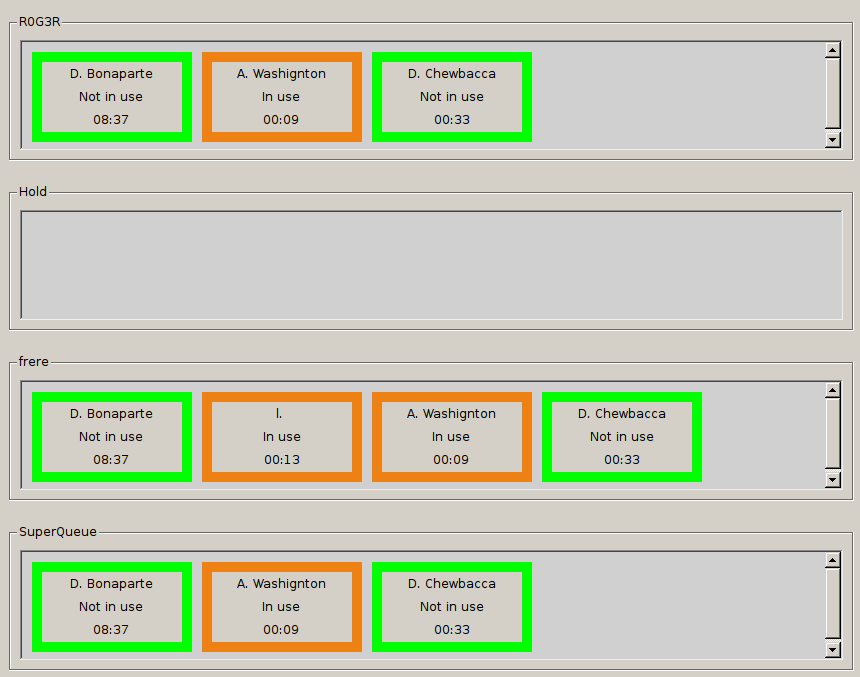 R0G3R
D. Bonaparte
Not in use
08:37
A. Washignton
In use
00:09
D. Chewbacca
Not in use
00:33
Hold
frere
D. Bonaparte
Not in use
08:37
l.
In use
00:13
A. Washignton
In use
00:09
D. Chewbacca
Not in use
00:33
SuperQueue
D. Bonaparte
Not in use
08:37
A. Washignton
In use
00:09
D. Chewbacca
Not in use
00:33